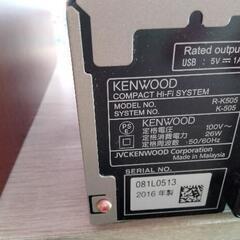 Rated output
USB : 5V ⎓ 1A
KENWOOD
COMPACT Hi-Fi SYSTEM
MODEL NO. R-K505
SYSTEM NO. K-505
KENWOOD
定格電圧 100V~
定格消費電力 26W
定格周波数 50/60Hz
JVCKENWOOD Corporation
Made in Malaysia
SERIAL NO.
081L0513
2016 年製